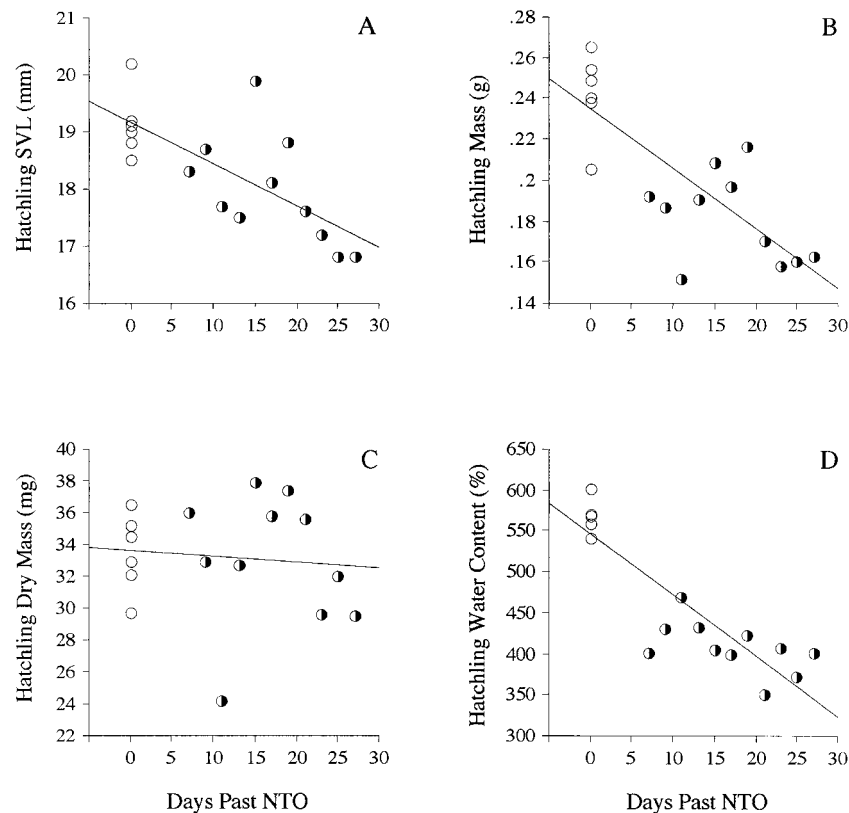 A
21
20
19
18
17
16
Hatchling SVL (mm)
0 5 10 15 20 25 30
B
.28
.26
.24
.22
.2
.18
.16
.14
Hatchling Mass (g)
0 5 10 15 20 25 30
C
40
38
36
34
32
30
28
26
24
22
Hatchling Dry Mass (mg)
0 5 10 15 20 25 30
Days Past NTO
D
650
600
550
500
450
400
350
300
Hatchling Water Content (%)
0 5 10 15 20 25 30
Days Past NTO